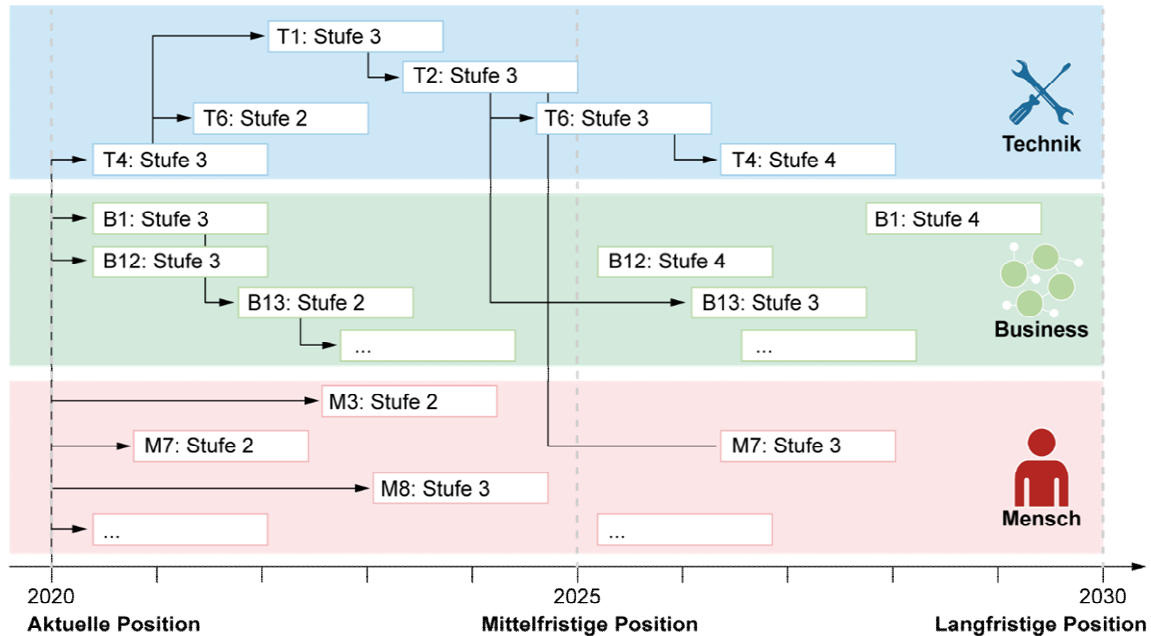 T1: Stufe 3
T2: Stufe 3
T6: Stufe 2
T6: Stufe 3
T4: Stufe 3
T4: Stufe 4
Technik
B1: Stufe 3
B1: Stufe 4
B12: Stufe 3
B12: Stufe 4
B13: Stufe 2
B13: Stufe 3
...
...
Business
M3: Stufe 2
M7: Stufe 2
M7: Stufe 3
M8: Stufe 3
...
...
Mensch
2020
2025
2030
Aktuelle Position
Mittelfristige Position
Langfristige Position